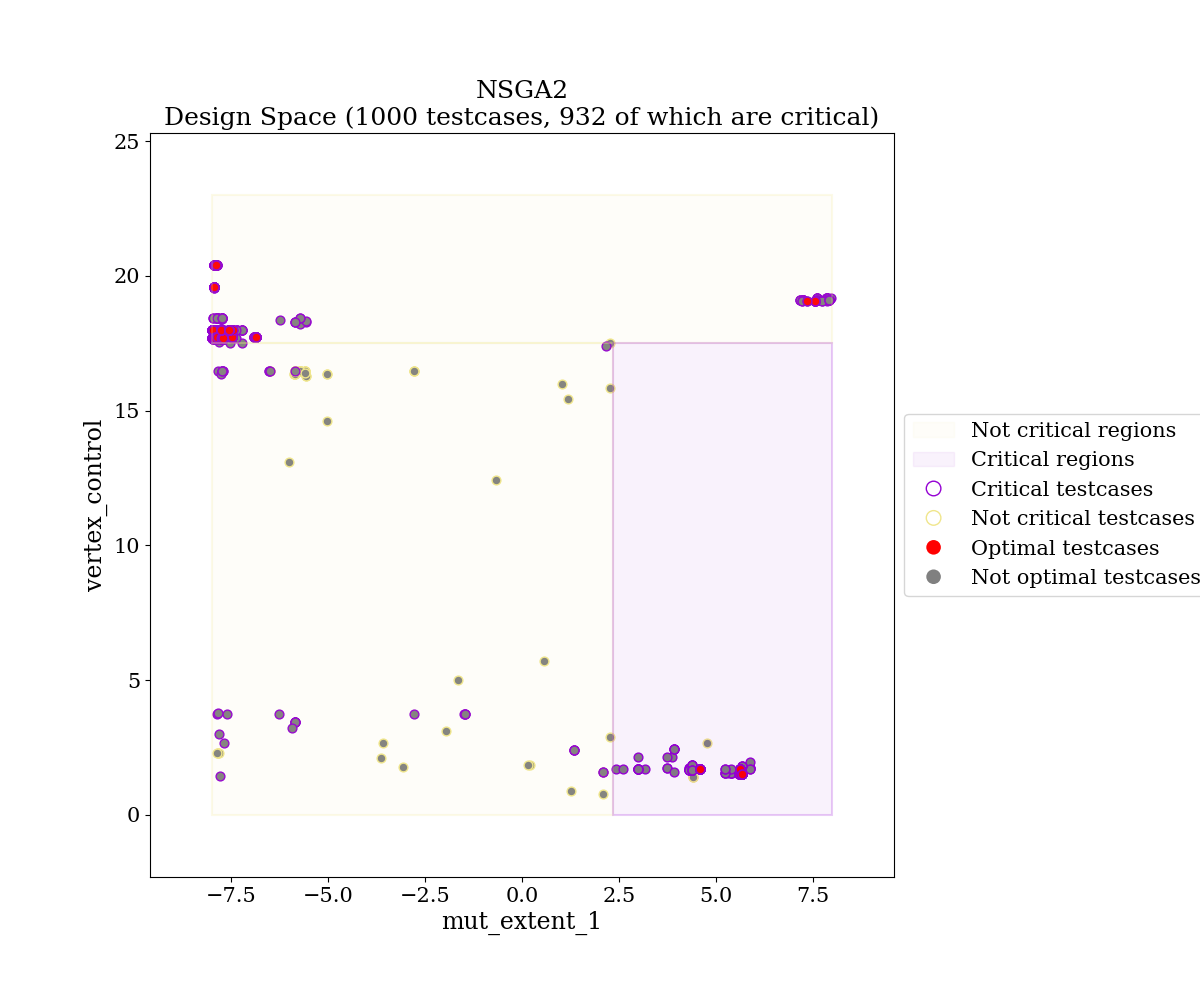 NSGA2
Design Space (1000 testcases, 932 of which are critical)
25
20
15
10
5
0
vertex_control
−7.5
−5.0
−2.5
0.0
2.5
5.0
7.5
mut_extent_1
Not critical regions
Critical regions
Critical testcases
Not critical testcases
Optimal testcases
Not optimal testcases